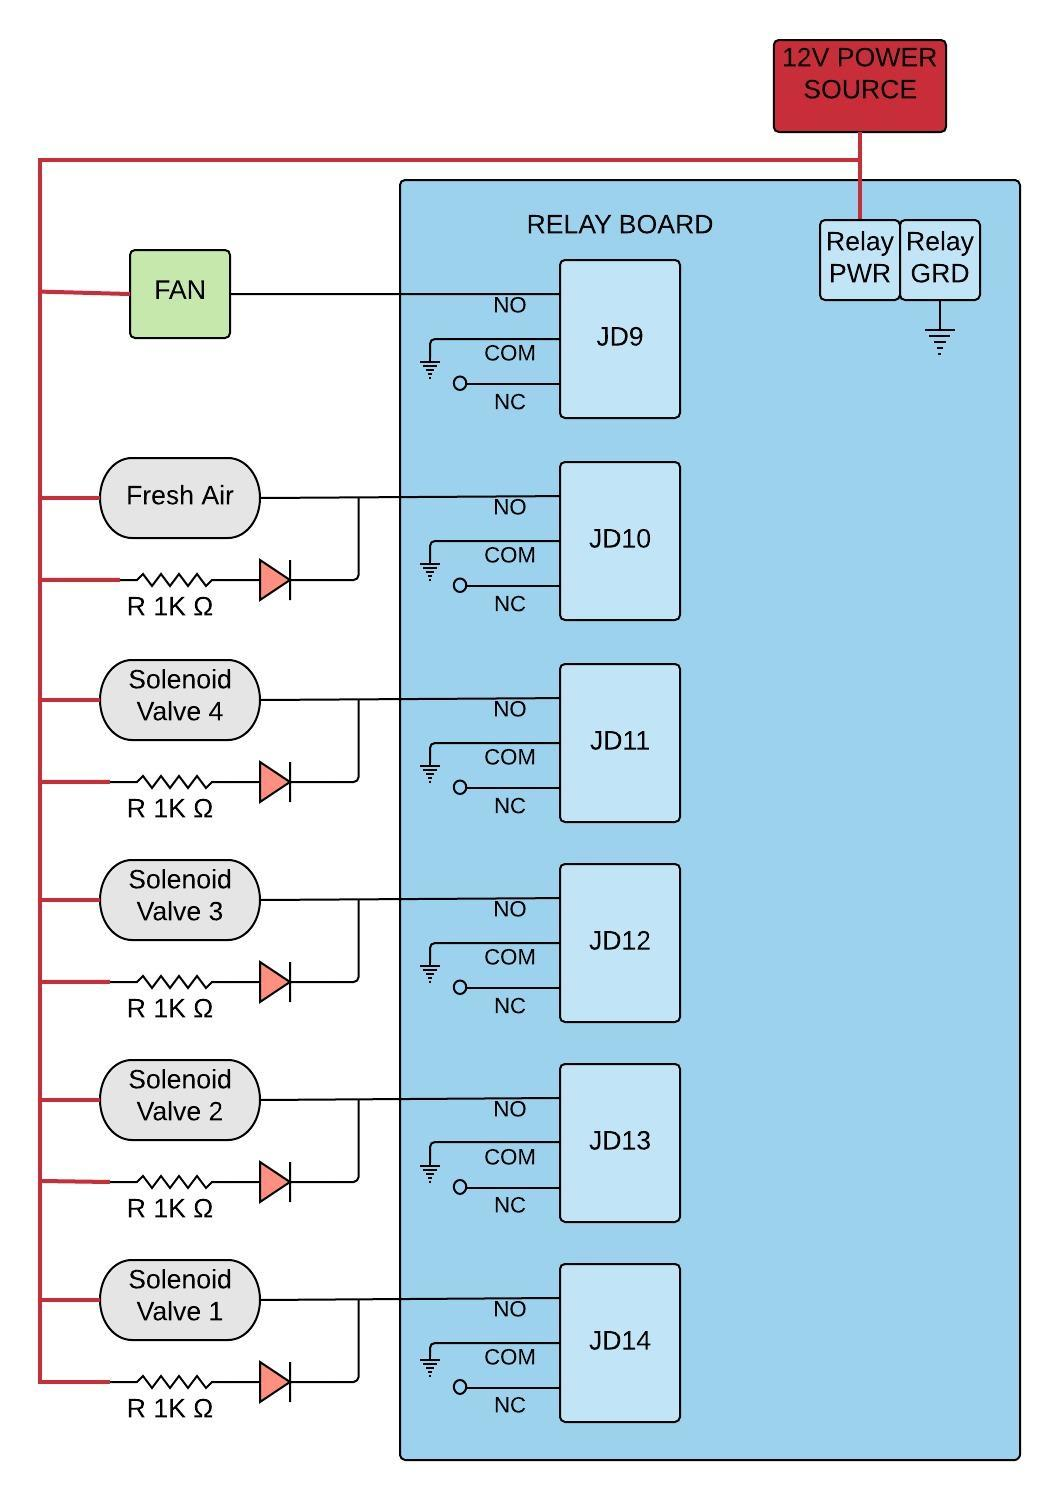 12V POWER
SOURCE
RELAY BOARD
Relay
PWR
Relay
GRD
FAN
NO
COM
NC
JD9
Fresh Air
R 1K Ω
NO
COM
NC
JD10
Solenoid
Valve 4
R 1K Ω
NO
COM
NC
JD11
Solenoid
Valve 3
R 1K Ω
NO
COM
NC
JD12
Solenoid
Valve 2
R 1K Ω
NO
COM
NC
JD13
Solenoid
Valve 1
R 1K Ω
NO
COM
NC
JD14